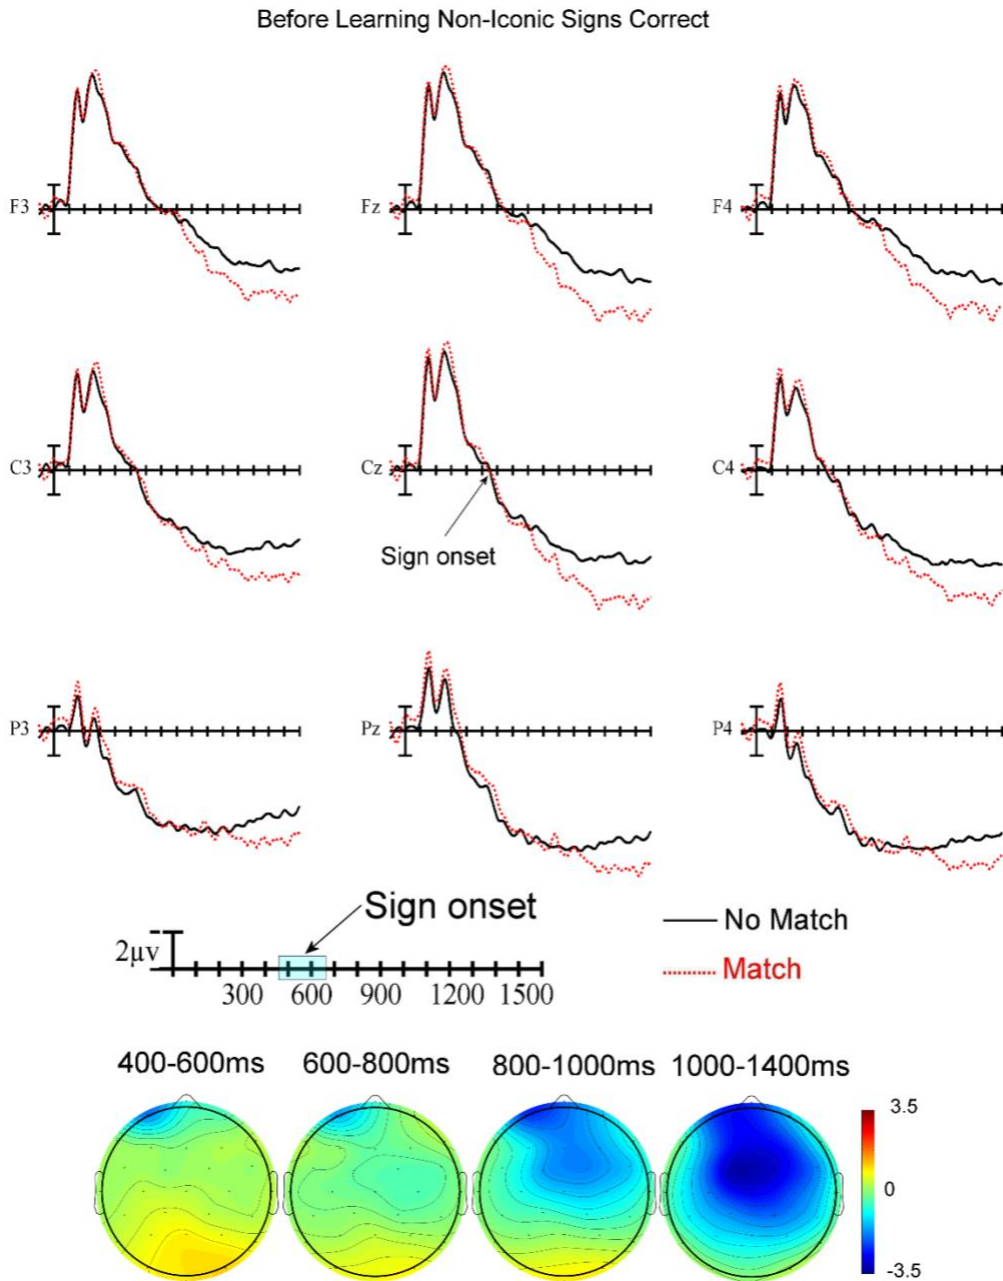 Before Learning Non-Iconic Signs Correct
F3
Fz
F4
C3
Cz
C4
Sign onset
P3
Pz
P4
Sign onset
2μv
300 600 900 1200 1500
No Match
Match
400-600ms 600-800ms 800-1000ms 1000-1400ms
3.5
0
-3.5